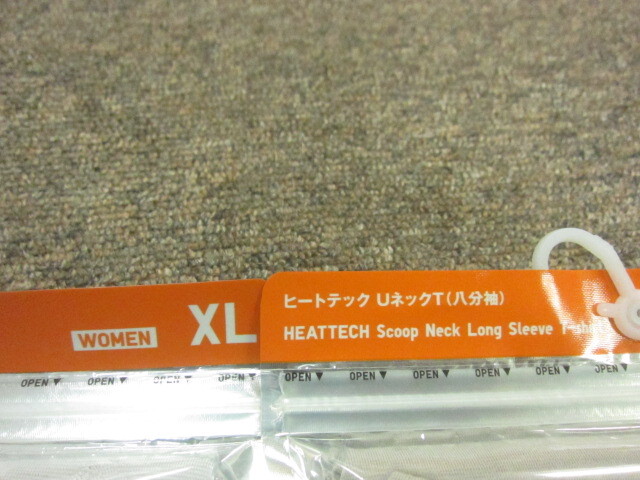 WOMEN XL
ヒートテック UネックT(八分袖)
HEATTECH Scoop Neck Long Sleeve
OPEN▼ OPEN▼ OPEN▼ OPEN▼
OPEN▼ OPEN▼ OPEN▼ OPEN▼ OPEN▼ OPEN▼